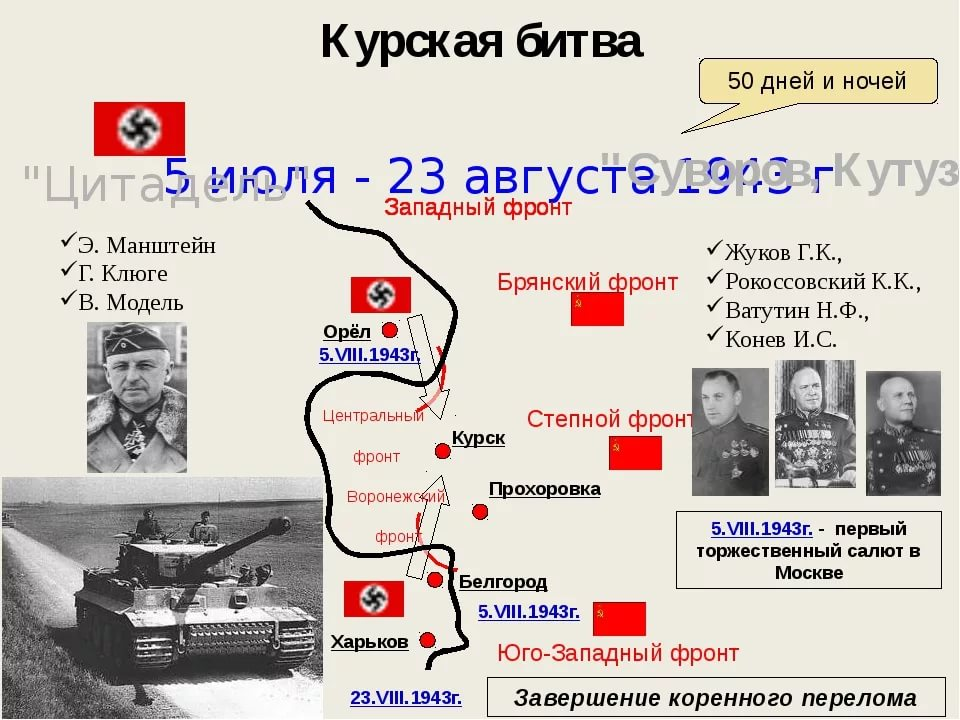 Курская битва
50 дней и ночей
"Цитадель"
5 июля - 23 августа 1943 г
"Суворов, Кутуз
Западный фронт
Э. Манштейн
Г. Клюге
В. Модель
Жуков Г.К.,
Рокоссовский К.К.,
Ватутин Н.Ф.,
Конев И.С.
Брянский фронт
Орёл
5.VIII.1943г.
Центральный
фронт
Степной фронт
Курск
Воронежский
фронт
Прохоровка
5.VIII.1943г. - первый
торжественный салют в
Москве
Белгород
5.VIII.1943г.
Харьков
Юго-Западный фронт
23.VIII.1943г.
Завершение коренного перелома